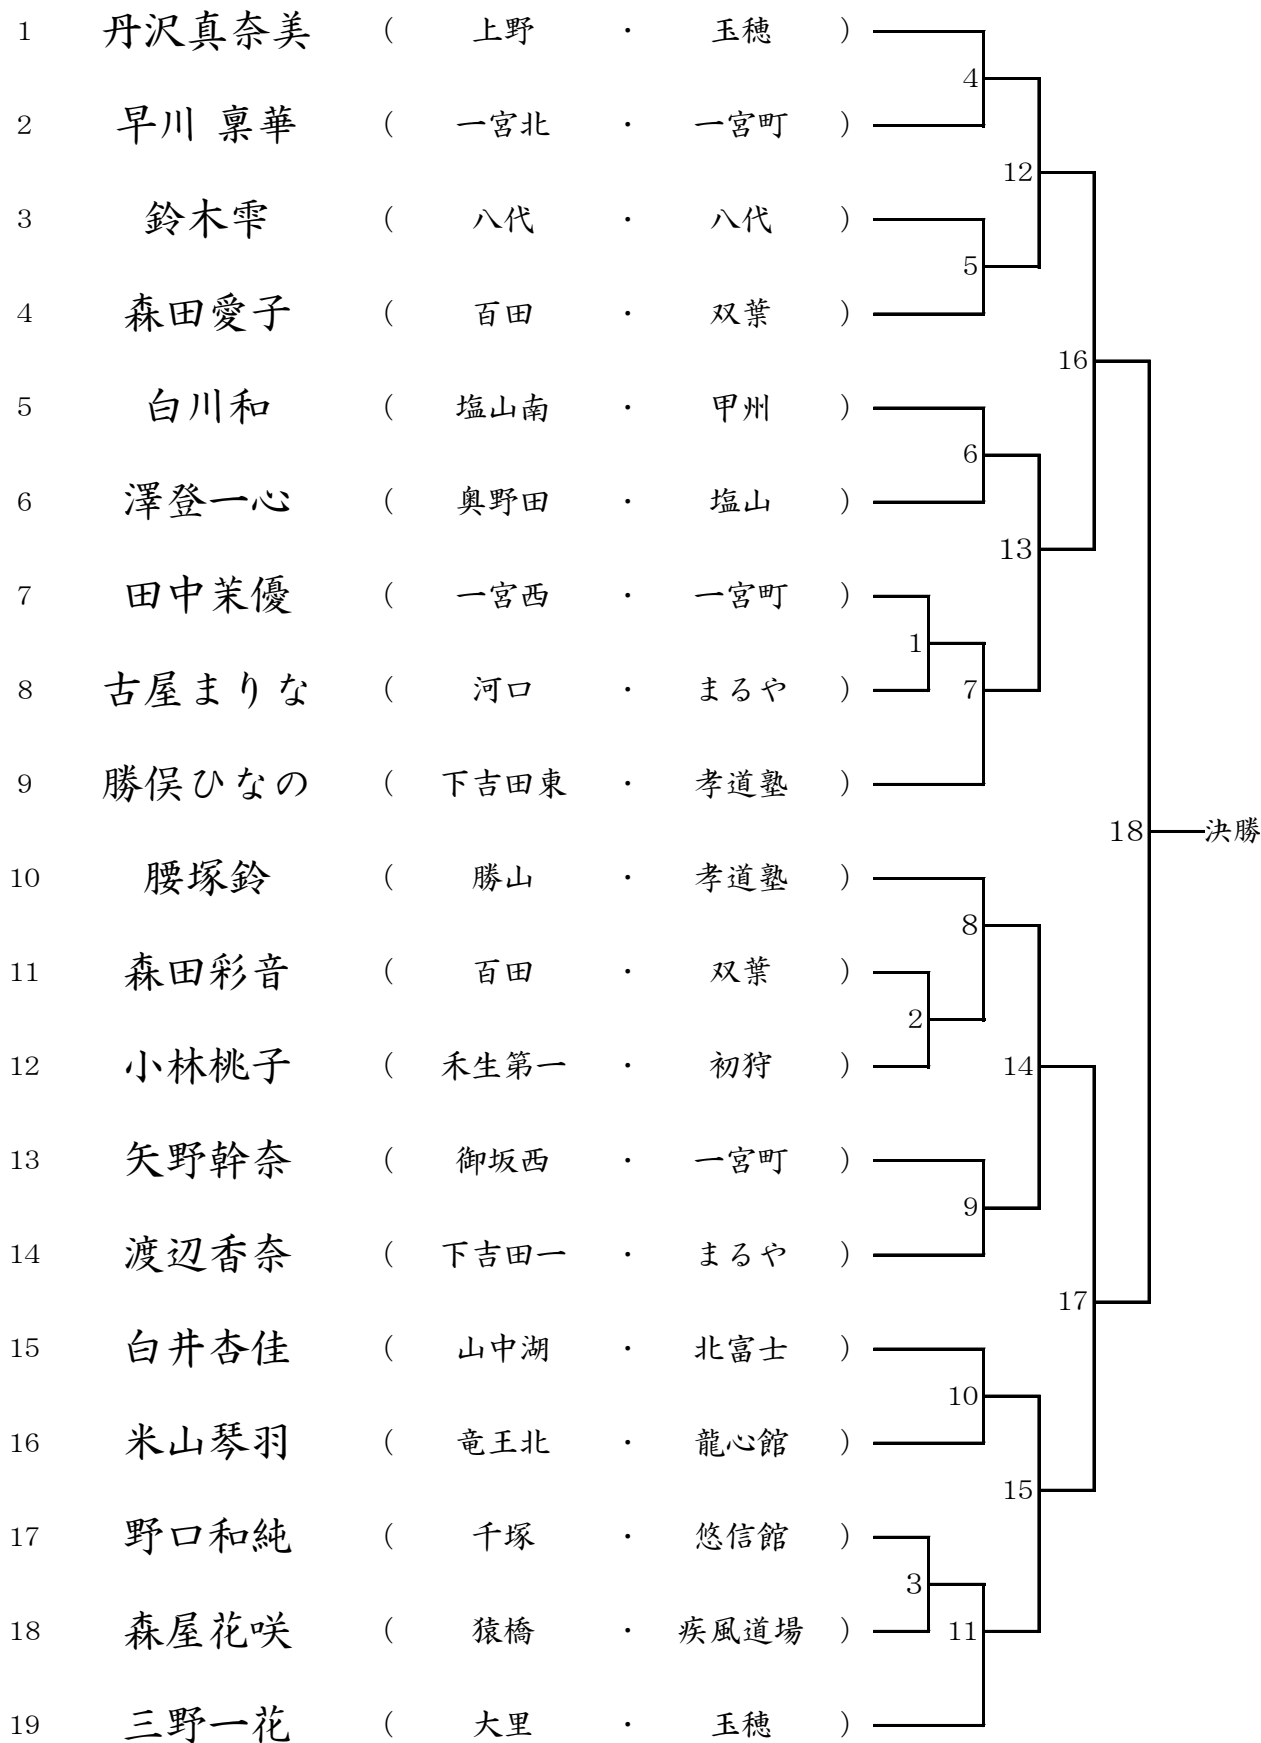 1 丹沢真奈美 ( 上野 ・ 玉穂 )
4
2 早川 稟華 ( 一宮北 ・ 一宮町 )
12
3 鈴木雫 ( 八代 ・ 八代 )
5
4 森田愛子 ( 百田 ・ 双葉 )
16
5 白川和 ( 塩山南 ・ 甲州 )
6
6 澤登一心 ( 奥野田 ・ 塩山 )
13
7 田中茉優 ( 一宮西 ・ 一宮町 )
1
8 古屋まりな ( 河口 ・ まるや ) 7
9 勝俣ひなの ( 下吉田東 ・ 孝道塾 )
18 決勝
10 腰塚鈴 ( 勝山 ・ 孝道塾 )
8
11 森田彩音 ( 百田 ・ 双葉 )
2
12 小林桃子 ( 禾生第一 ・ 初狩 ) 14
13 矢野幹奈 ( 御坂西 ・ 一宮町 )
9
14 渡辺香奈 ( 下吉田一 ・ まるや )
17
15 白井杏佳 ( 山中湖 ・ 北富士 )
10
16 米山琴羽 ( 竜王北 ・ 龍心館 )
15
17 野口和純 ( 千塚 ・ 悠信館 )
3
18 森屋花咲 ( 猿橋 ・ 疾風道場 ) 11
19 三野一花 ( 大里 ・ 玉穂 )